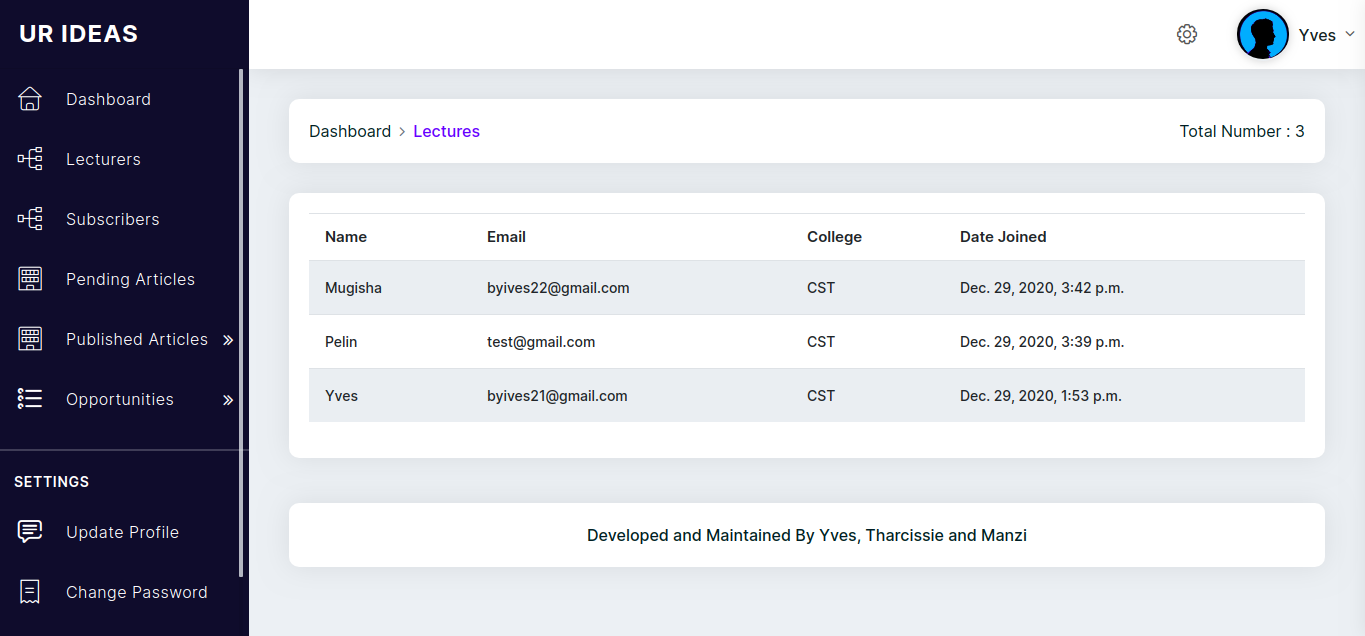 UR IDEAS
Yves
Dashboard
Lecturers
Subscribers
Pending Articles
Published Articles
Opportunities
SETTINGS
Update Profile
Change Password
Dashboard > Lectures
Total Number : 3
Name Email College Date Joined
Mugisha byives22@gmail.com CST Dec. 29, 2020, 3:42 p.m.
Pelin test@gmail.com CST Dec. 29, 2020, 3:39 p.m.
Yves byives21@gmail.com CST Dec. 29, 2020, 1:53 p.m.
Developed and Maintained By Yves, Tharcissie and Manzi